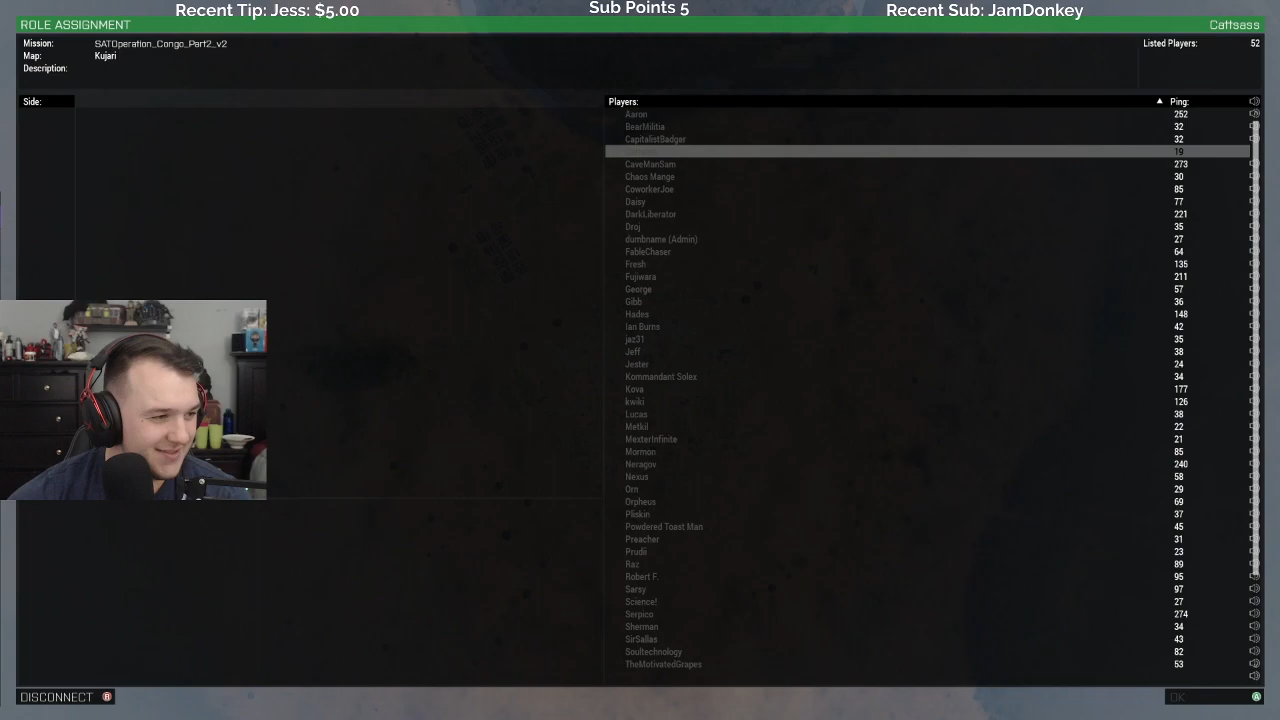 Recent Tip: Jess: $5.00
Sub Points 5
Recent Sub: JamDonkey
ROLE ASSIGNMENT
Cattsass
Mission: SATOperation_Congo_Part2_v2
Listed Players: 52
Map: Kujari
Description:
Side:
Players: Ping:
Aaron 252
BearMilitia 32
CapitalistBadger 32
19
CaveManSam 273
Chaos Mange 30
CoworkerJoe 85
Daisy 77
DarkLiberator 221
Droj 35
dumbname (Admin) 27
FableChaser 64
Fresh 135
Fujiwara 211
George 57
Gibb 36
Hades 148
Ian Burns 42
jaz31 35
Jeff 38
Jester 24
Kommandant Solex 34
Kova 177
kwiki 126
Lucas 38
Metkil 22
MexterInfinite 21
Mormon 85
Neragov 240
Nexus 58
Orn 29
Orpheus 69
Pliskin 37
Powdered Toast Man 45
Preacher 31
Prudii 23
Raz 89
Robert F. 95
Sarsy 97
Science! 27
Serpico 274
Sherman 34
SirSallas 43
Soultechnology 82
TheMotivatedGrapes 53
DISCONNECT B
OK A